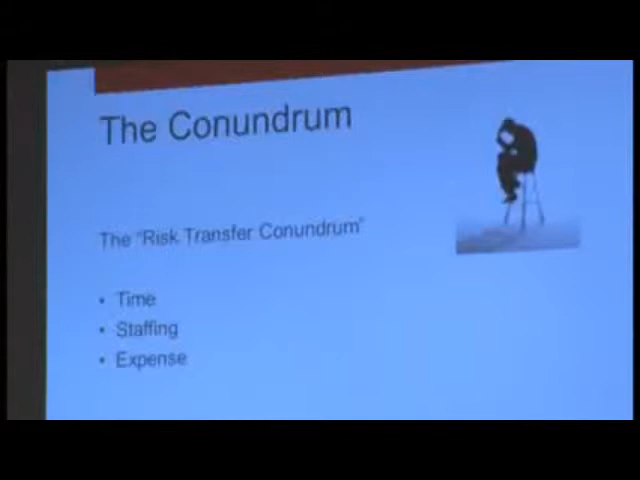 The Conundrum
The "Risk Transfer Conundrum"
• Time
• Staffing
• Expense